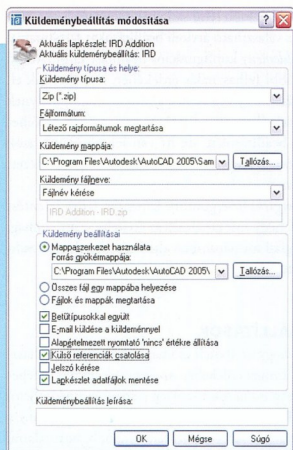 Küldeménybeállítás módosítása
Aktuális lapkészlet: IRD Addition
Aktuális küldeménybeállítás: IRD
Küldemény típusa és helye:
Küldemény típusa:
Zip (*.zip)
Fájlformátum:
Létező rajzformátumok megtartása
Küldemény mappája:
C:\Program Files\Autodesk\AutoCAD 2005\Sam
Tallózás...
Küldemény fájlneve:
Fájlnév kérése
IRD Addition - IRD.zip
Küldemény beállításai
Mappaszerkezet használata
Forrás gyökérmappája:
C:\Program Files\Autodesk\AutoCAD 2005\
Tallózás...
Összes fájl egy mappába helyezése
Fájlok és mappák megtartása
Betűtípusokkal együtt
E-mail küldése a küldeménnyel
Alapértelmezett nyomtató 'nincs' értékre állítása
Külső referenciák csatolása
Jelszó kérése
Lapkészlet adatfájlok mentése
Küldeménybeállítás leírása:
OK
Mégse
Súgó